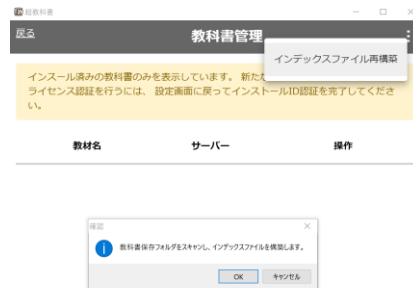 超教科書
戻る
教科書管理
インデックスファイル再構築
インスール済みの教科書のみを表示しています。 新た
ライセンス認証を行うには、 設定画面に戻ってインストールID認証を完了してくださ
い。
教材名 サーバー 操作
確認
教科書保存フォルダをスキャンし、インデックスファイルを構築します。
OK キャンセル